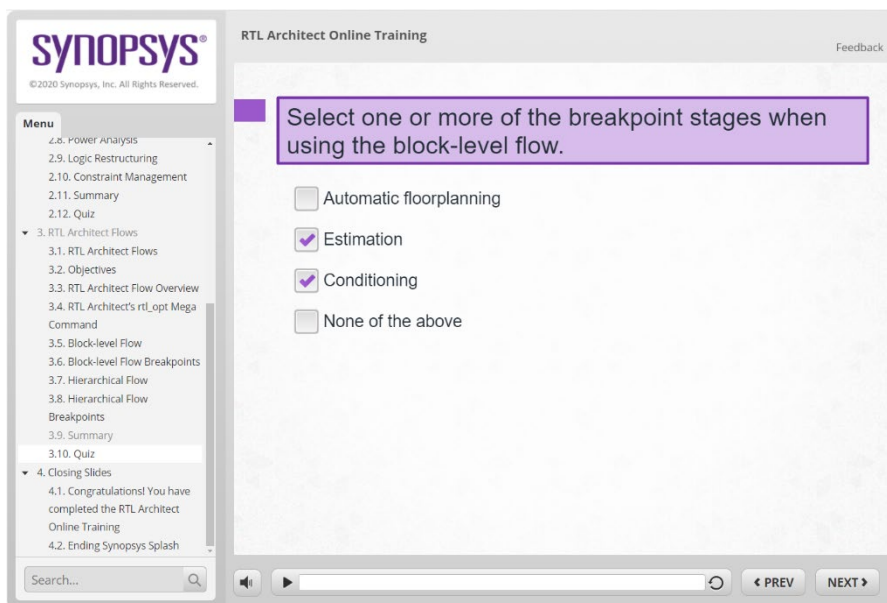 SYNOPSYS®
©2020 Synopsys, Inc. All Rights Reserved.
Menu
2.8. Power Analysis
2.9. Logic Restructuring
2.10. Constraint Management
2.11. Summary
2.12. Quiz
3. RTL Architect Flows
3.1. RTL Architect Flows
3.2. Objectives
3.3. RTL Architect Flow Overview
3.4. RTL Architect's rtl_opt Mega
Command
3.5. Block-level Flow
3.6. Block-level Flow Breakpoints
3.7. Hierarchical Flow
3.8. Hierarchical Flow
Breakpoints
3.9. Summary
3.10. Quiz
4. Closing Slides
4.1. Congratulations! You have
completed the RTL Architect
Online Training
4.2. Ending Synopsys Splash
Search...
RTL Architect Online Training
Feedback
Select one or more of the breakpoint stages when
using the block-level flow.
Automatic floorplanning
Estimation
Conditioning
None of the above
PREV
NEXT